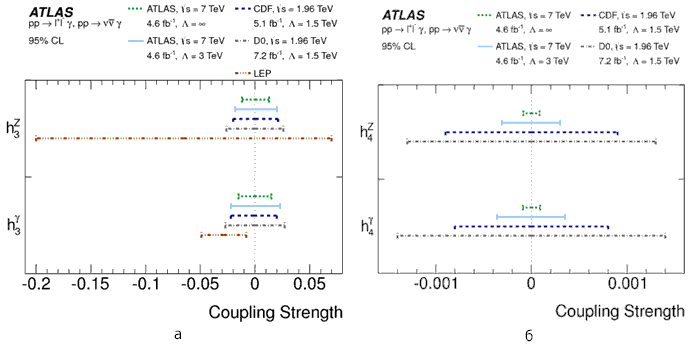 ATLAS
pp → l⁺l⁻ γ, pp → νν̅ γ
95% CL
ATLAS, √s = 7 TeV
4.6 fb⁻¹, Λ = ∞
ATLAS, √s = 7 TeV
4.6 fb⁻¹, Λ = 3 TeV
CDF, √s = 1.96 TeV
5.1 fb⁻¹, Λ = 1.5 TeV
D0, √s = 1.96 TeV
7.2 fb⁻¹, Λ = 1.5 TeV
LEP
h₃ᶻ
h₃ᵞ
-0.2 -0.15 -0.1 -0.05 0 0.05
Coupling Strength
а
ATLAS
pp → l⁺l⁻ γ, pp → νν̅ γ
95% CL
ATLAS, √s = 7 TeV
4.6 fb⁻¹, Λ = ∞
ATLAS, √s = 7 TeV
4.6 fb⁻¹, Λ = 3 TeV
CDF, √s = 1.96 TeV
5.1 fb⁻¹, Λ = 1.5 TeV
D0, √s = 1.96 TeV
7.2 fb⁻¹, Λ = 1.5 TeV
h₄ᶻ
h₄ᵞ
-0.001 0 0.001
Coupling Strength
б